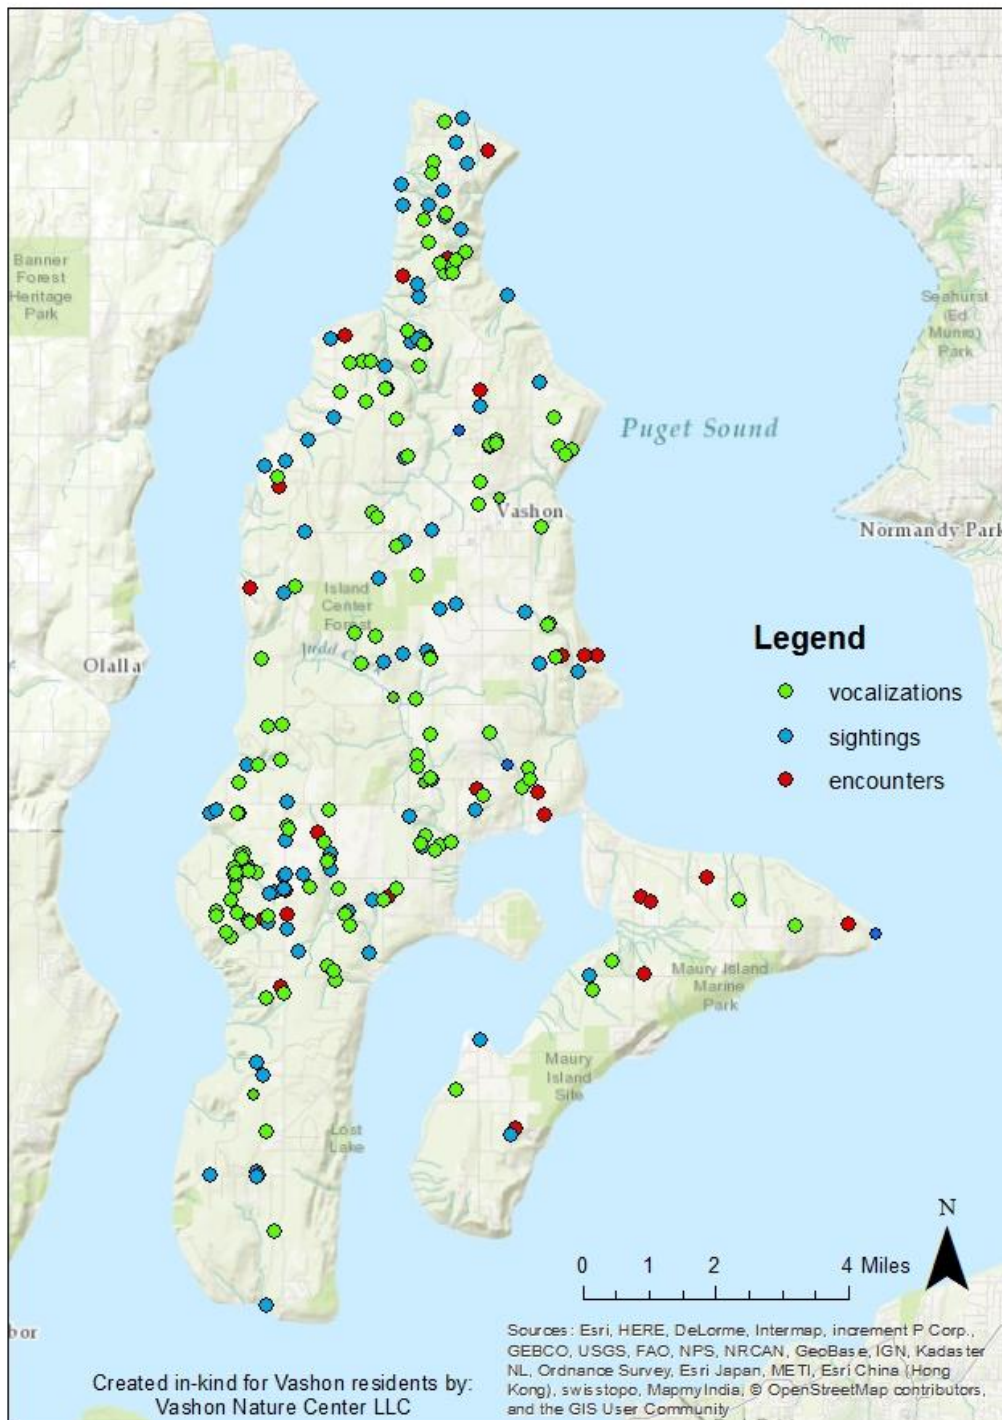 Banner
Forest
Heritage
Park
Seahurst
(Ed
Munro)
Park
Puget Sound
Vashon
Normandy Park
Island
Center
Forest
Judd
Olalla
Legend
vocalizations
sightings
encounters
Maury Island
Marine
Park
Maury
Island
Site
Lost
Lake
N
0 1 2 4 Miles
bor
Sources: Esri, HERE, DeLorme, Intermap, increment P Corp.,
GEBCO, USGS, FAO, NPS, NRCAN, GeoBase, IGN, Kadaster
NL, Ordnance Survey, Esri Japan, METI, Esri China (Hong
Kong), swisstopo, MapmyIndia, © OpenStreetMap contributors,
and the GIS User Community
Created in-kind for Vashon residents by:
Vashon Nature Center LLC